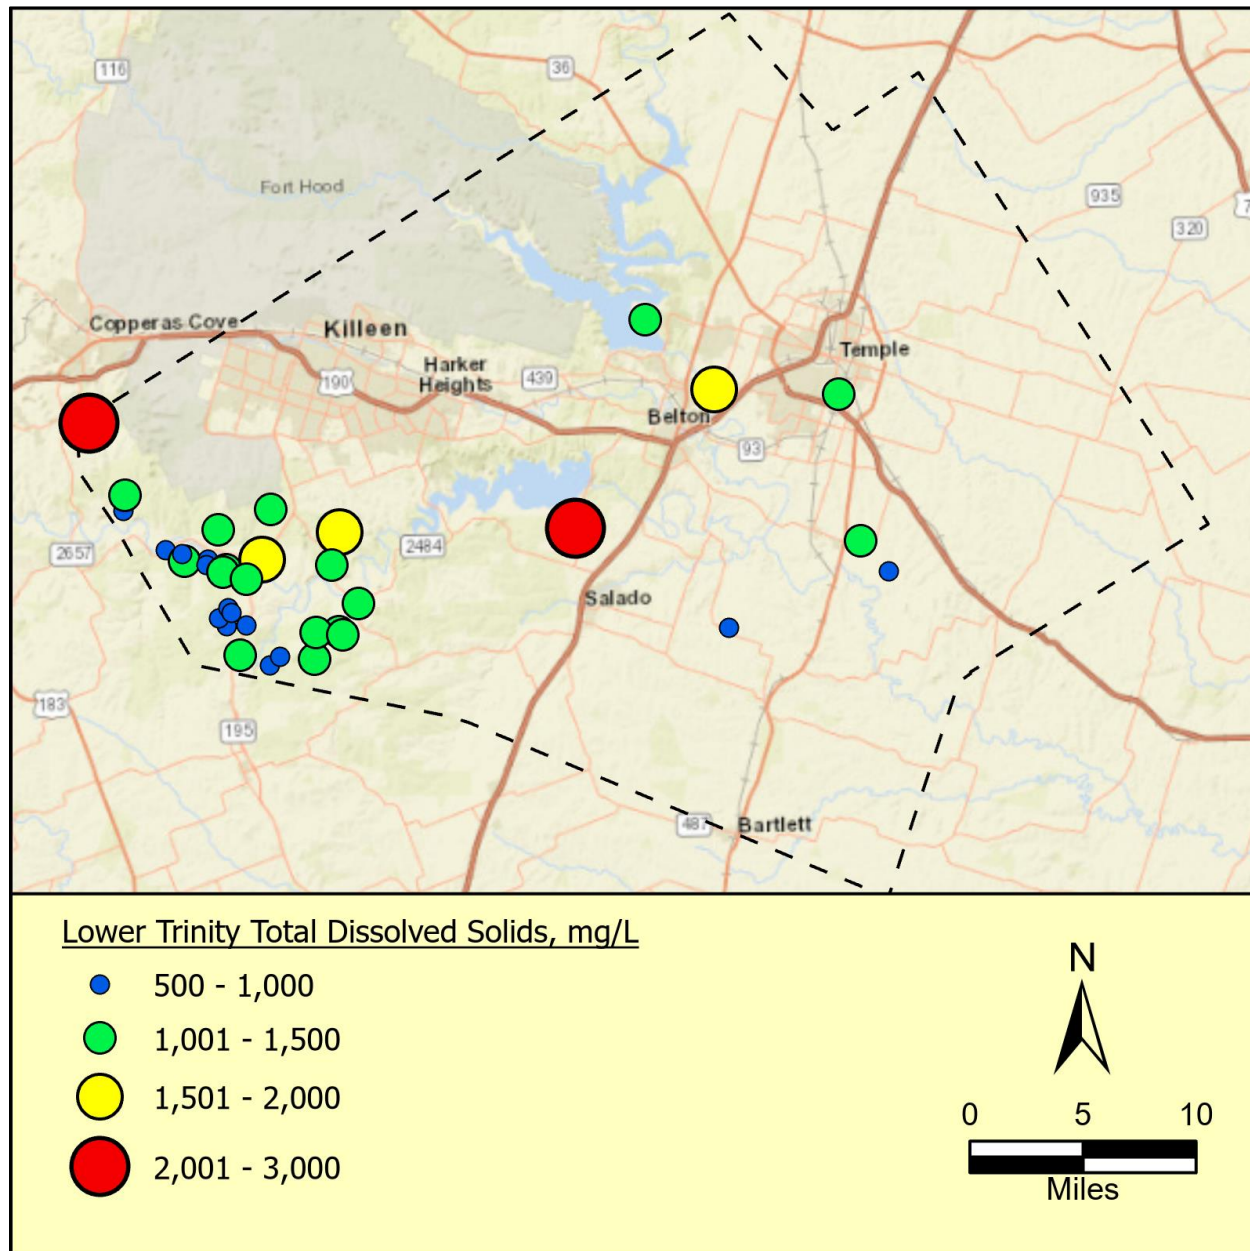 116
36
Fort Hood
935
320
7
Copperas Cove
Killeen
Harker
Heights
190
439
Temple
Belton
93
2657
2484
Salado
183
195
487
Bartlett
Lower Trinity Total Dissolved Solids, mg/L
500 - 1,000
1,001 - 1,500
1,501 - 2,000
2,001 - 3,000
N
0 5 10
Miles